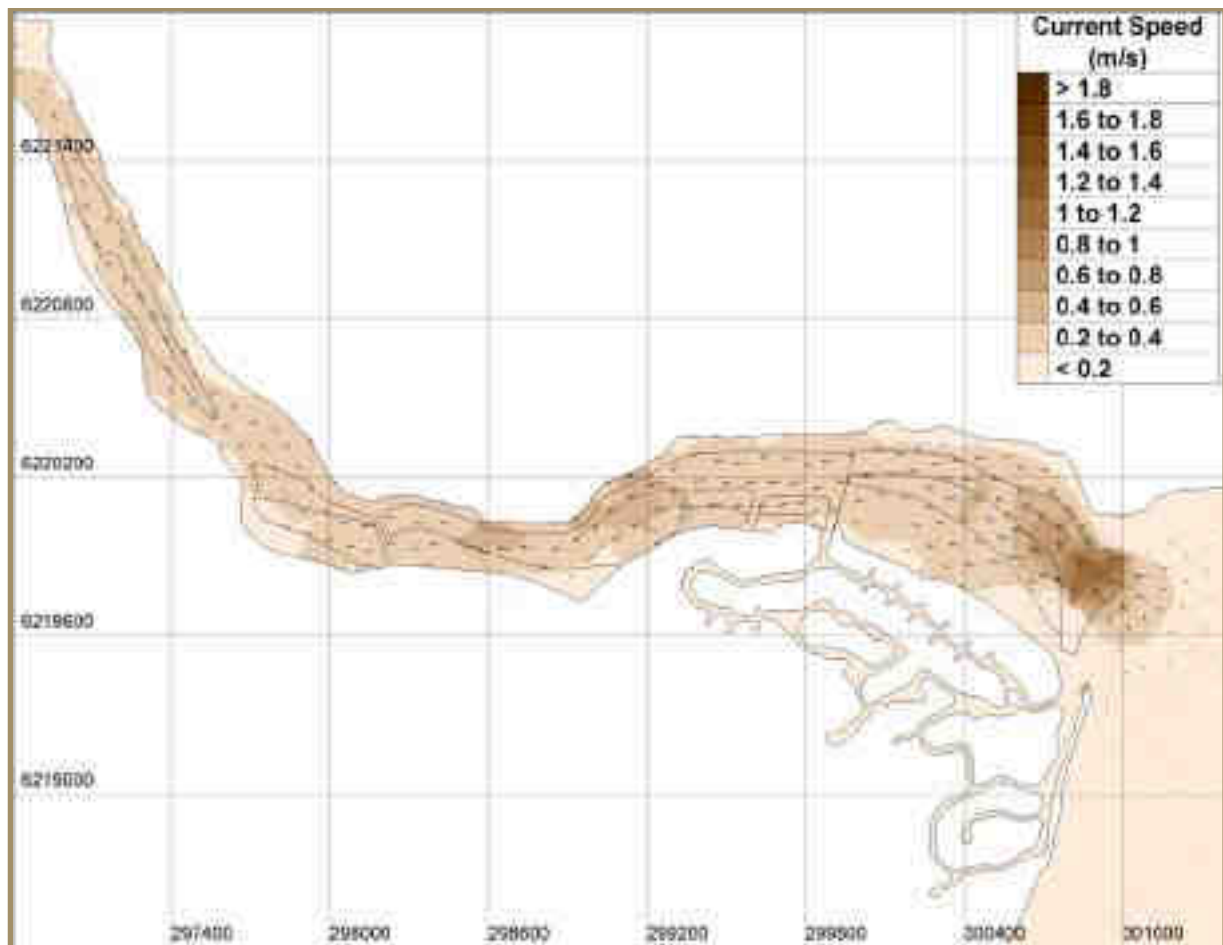 Current Speed
(m/s)
> 1.8
1.6 to 1.8
1.4 to 1.6
1.2 to 1.4
1 to 1.2
0.8 to 1
0.6 to 0.8
0.4 to 0.6
0.2 to 0.4
< 0.2
6221400
6220800
6220200
6219600
6219000
297400 298000 298600 299200 299800 300400 301000